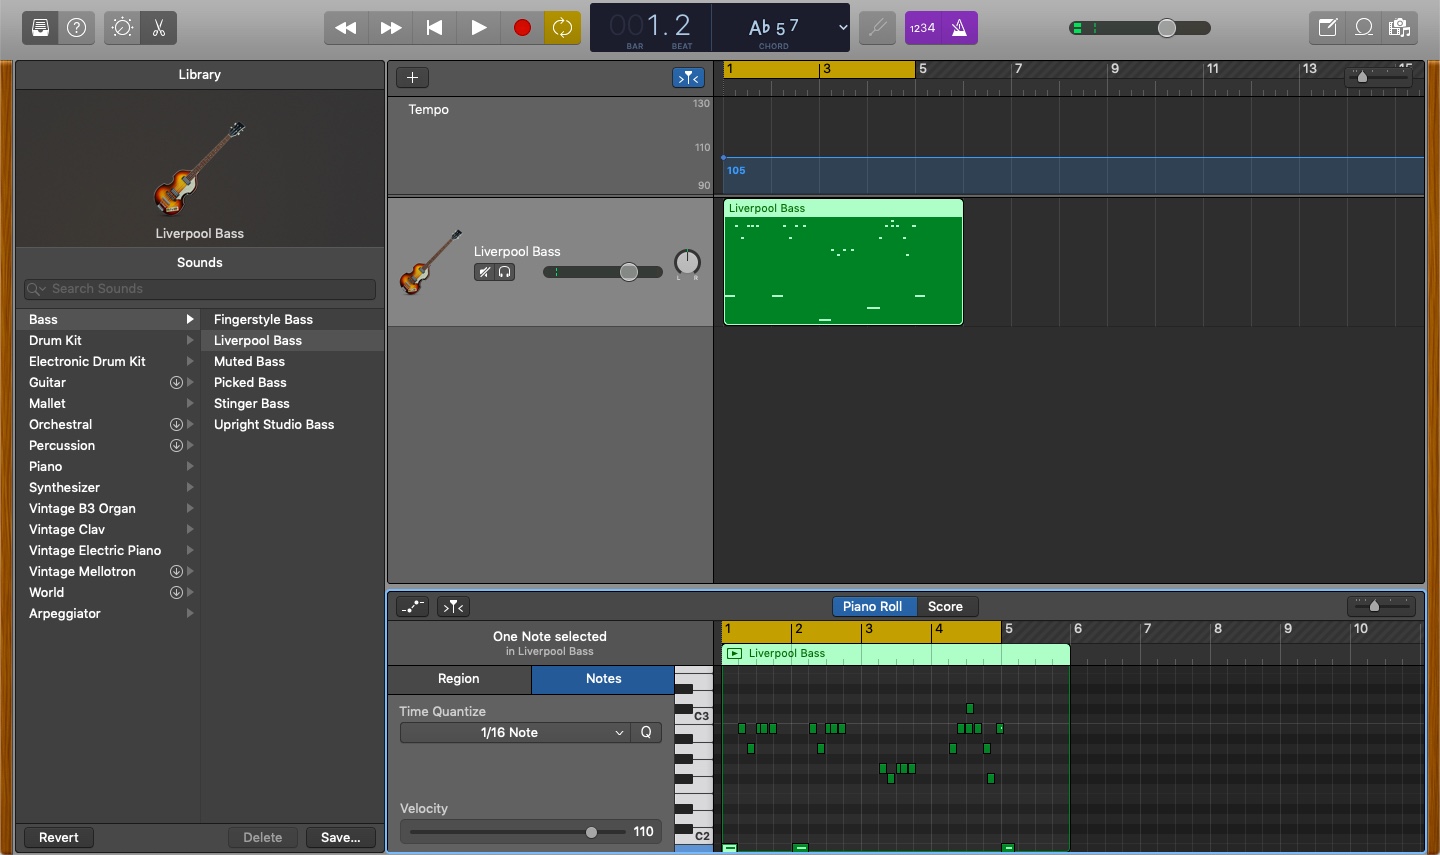 1234
001.2
BAR BEAT
Ab 5 7
CHORD
Library
Liverpool Bass
Sounds
Search Sounds
Bass
Drum Kit
Electronic Drum Kit
Guitar
Mallet
Orchestral
Percussion
Piano
Synthesizer
Vintage B3 Organ
Vintage Clav
Vintage Electric Piano
Vintage Mellotron
World
Arpeggiator
Fingerstyle Bass
Liverpool Bass
Muted Bass
Picked Bass
Stinger Bass
Upright Studio Bass
Revert
Delete
Save...
1 3 5 7 9 11 13 15
Tempo
130
110
90
105
Liverpool Bass
L R
Liverpool Bass
Piano Roll
Score
One Note selected
in Liverpool Bass
Region
Notes
Time Quantize
1/16 Note
Q
Velocity
110
1 2 3 4 5 6 7 8 9 10
Liverpool Bass
C3
C2